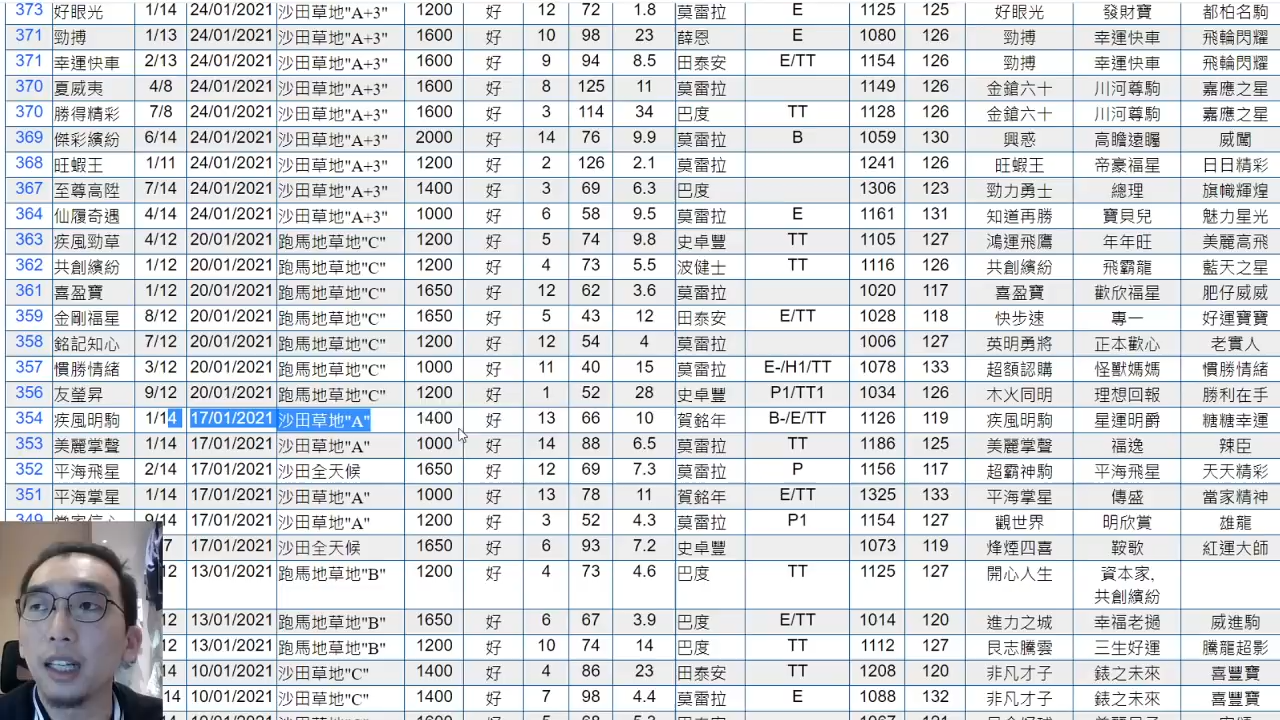 373 好眼光 1/14 24/01/2021 沙田草地"A+3" 1200 好 12 72 1.8 莫雷拉 E 1125 125 好眼光 發財寶 都柏名駒
371 勁搏 1/13 24/01/2021 沙田草地"A+3" 1600 好 10 98 23 薛恩 E 1080 126 勁搏 幸運快車 飛輪閃耀
371 幸運快車 2/13 24/01/2021 沙田草地"A+3" 1600 好 9 94 8.5 田泰安 E/TT 1154 126 勁搏 幸運快車 飛輪閃耀
370 夏威夷 4/8 24/01/2021 沙田草地"A+3" 1600 好 8 125 11 莫雷拉 1149 126 金鎗六十 川河尊駒 嘉應之星
370 勝得精彩 7/8 24/01/2021 沙田草地"A+3" 1600 好 3 114 34 巴度 TT 1128 126 金鎗六十 川河尊駒 嘉應之星
369 傑彩繽紛 6/14 24/01/2021 沙田草地"A+3" 2000 好 14 76 9.9 莫雷拉 B 1059 130 興惑 高瞻遠矚 威闖
368 旺蝦王 1/11 24/01/2021 沙田草地"A+3" 1200 好 2 126 2.1 莫雷拉 1241 126 旺蝦王 帝豪福星 日日精彩
367 至尊高陞 7/14 24/01/2021 沙田草地"A+3" 1400 好 3 69 6.3 巴度 1306 123 勁力勇士 總理 旗幟輝煌
364 仙履奇遇 4/14 24/01/2021 沙田草地"A+3" 1000 好 6 58 9.5 莫雷拉 E 1161 131 知道再勝 寶貝兒 魅力星光
363 疾風勁草 4/12 20/01/2021 跑馬地草地"C" 1200 好 5 74 9.8 史卓豐 TT 1105 127 鴻運飛鷹 年年旺 美麗高飛
362 共創繽紛 1/12 20/01/2021 跑馬地草地"C" 1200 好 4 73 5.5 波健士 TT 1116 126 共創繽紛 飛霸龍 藍天之星
361 喜盈寶 1/12 20/01/2021 跑馬地草地"C" 1650 好 12 62 3.6 莫雷拉 1020 117 喜盈寶 歡欣福星 肥仔威威
359 金剛福星 8/12 20/01/2021 跑馬地草地"C" 1650 好 5 43 12 田泰安 E/TT 1028 118 快步速 專一 好運寶寶
358 銘記知心 7/12 20/01/2021 跑馬地草地"C" 1200 好 12 54 4 莫雷拉 1006 127 英明勇將 正本歡心 老實人
357 慣勝情緒 3/12 20/01/2021 跑馬地草地"C" 1000 好 11 40 15 莫雷拉 E-/H1/TT 1078 133 超額認購 怪獸媽媽 慣勝情緒
356 友瑩昇 9/12 20/01/2021 跑馬地草地"C" 1200 好 1 52 28 史卓豐 P1/TT1 1034 126 木火同明 理想回報 勝利在手
354 疾風明駒 1/14 17/01/2021 沙田草地"A" 1400 好 13 66 10 賀銘年 B-/E/TT 1126 119 疾風明駒 星運明爵 糖糖幸運
353 美麗掌聲 1/14 17/01/2021 沙田草地"A" 1000 好 14 88 6.5 莫雷拉 TT 1186 125 美麗掌聲 福逸 辣臣
352 平海飛星 2/14 17/01/2021 沙田全天候 1650 好 12 69 7.3 莫雷拉 P 1156 117 超霸神駒 平海飛星 天天精彩
351 平海掌星 1/14 17/01/2021 沙田草地"A" 1000 好 13 78 11 賀銘年 E/TT 1325 133 平海掌星 傳盛 當家精神
9/14 17/01/2021 沙田草地"A" 1200 好 3 52 4.3 莫雷拉 P1 1154 127 觀世界 明欣賞 雄龍
7 17/01/2021 沙田全天候 1650 好 6 93 7.2 史卓豐 1073 119 烽煙四喜 鞍歌 紅運大師
12 13/01/2021 跑馬地草地"B" 1200 好 4 73 4.6 巴度 TT 1125 127 開心人生 資本家,
共創繽紛
12 13/01/2021 跑馬地草地"B" 1650 好 6 67 3.9 巴度 E/TT 1014 120 進力之城 幸福老撾 威進駒
12 13/01/2021 跑馬地草地"B" 1200 好 10 74 14 巴度 TT 1112 127 艮志騰雲 三生好運 騰龍超影
14 10/01/2021 沙田草地"C" 1400 好 4 86 23 田泰安 TT 1208 120 非凡才子 錶之未來 喜豐寶
14 10/01/2021 沙田草地"C" 1400 好 7 98 4.4 莫雷拉 E 1088 132 非凡才子 錶之未來 喜豐寶